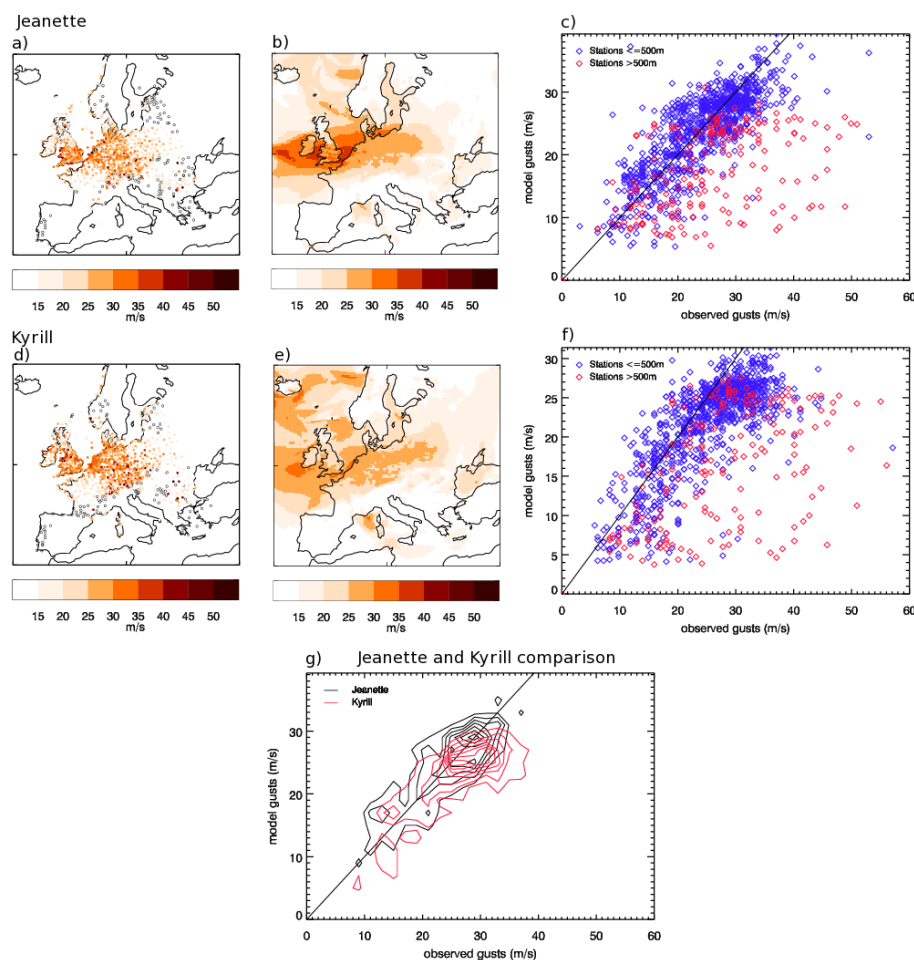 Jeanette
a)
b)
c)
Stations <=500m
Stations >500m
model gusts (m/s)
30
20
10
0
0 10 20 30 40 50 60
observed gusts (m/s)
15 20 25 30 35 40 45 50
m/s
15 20 25 30 35 40 45 50
m/s
Kyrill
d)
e)
f)
Stations <=500m
Stations >500m
model gusts (m/s)
30
25
20
15
10
5
0
0 10 20 30 40 50 60
observed gusts (m/s)
15 20 25 30 35 40 45 50
m/s
15 20 25 30 35 40 45 50
m/s
g) Jeanette and Kyrill comparison
Jeanette
Kyrill
model gusts (m/s)
30
20
10
0
0 10 20 30 40 50 60
observed gusts (m/s)